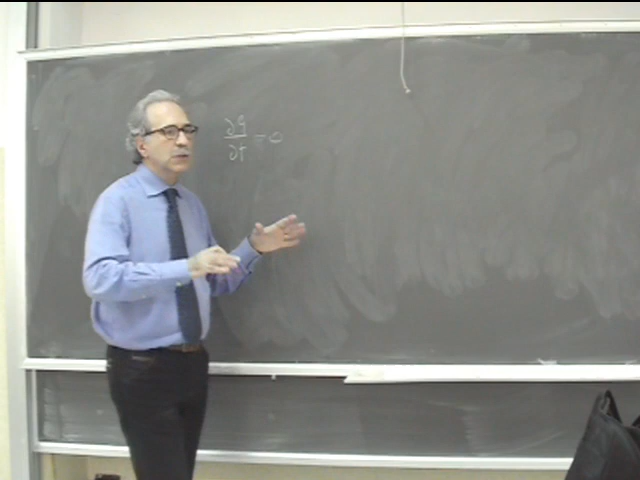 ∂q/∂t = 0